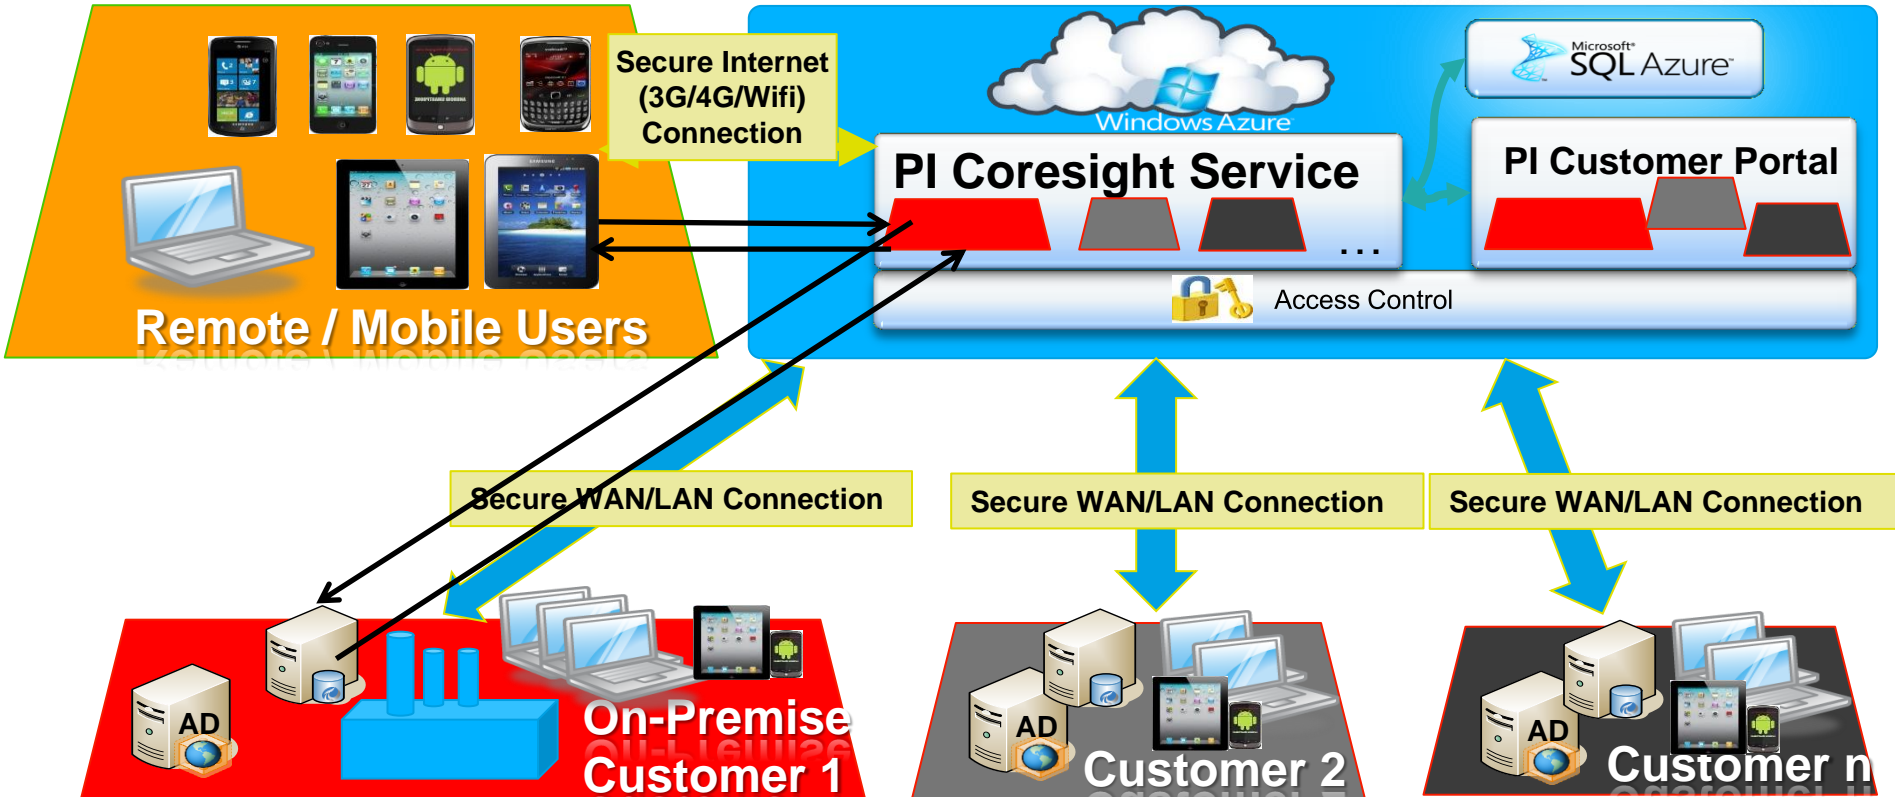 Secure Internet
(3G/4G/Wifi)
Connection
Remote / Mobile Users
Windows Azure
Microsoft®
SQL Azure™
PI Coresight Service
...
PI Customer Portal
Access Control
Secure WAN/LAN Connection
Secure WAN/LAN Connection
Secure WAN/LAN Connection
AD
On-Premise
Customer 1
AD
Customer 2
AD
Customer n